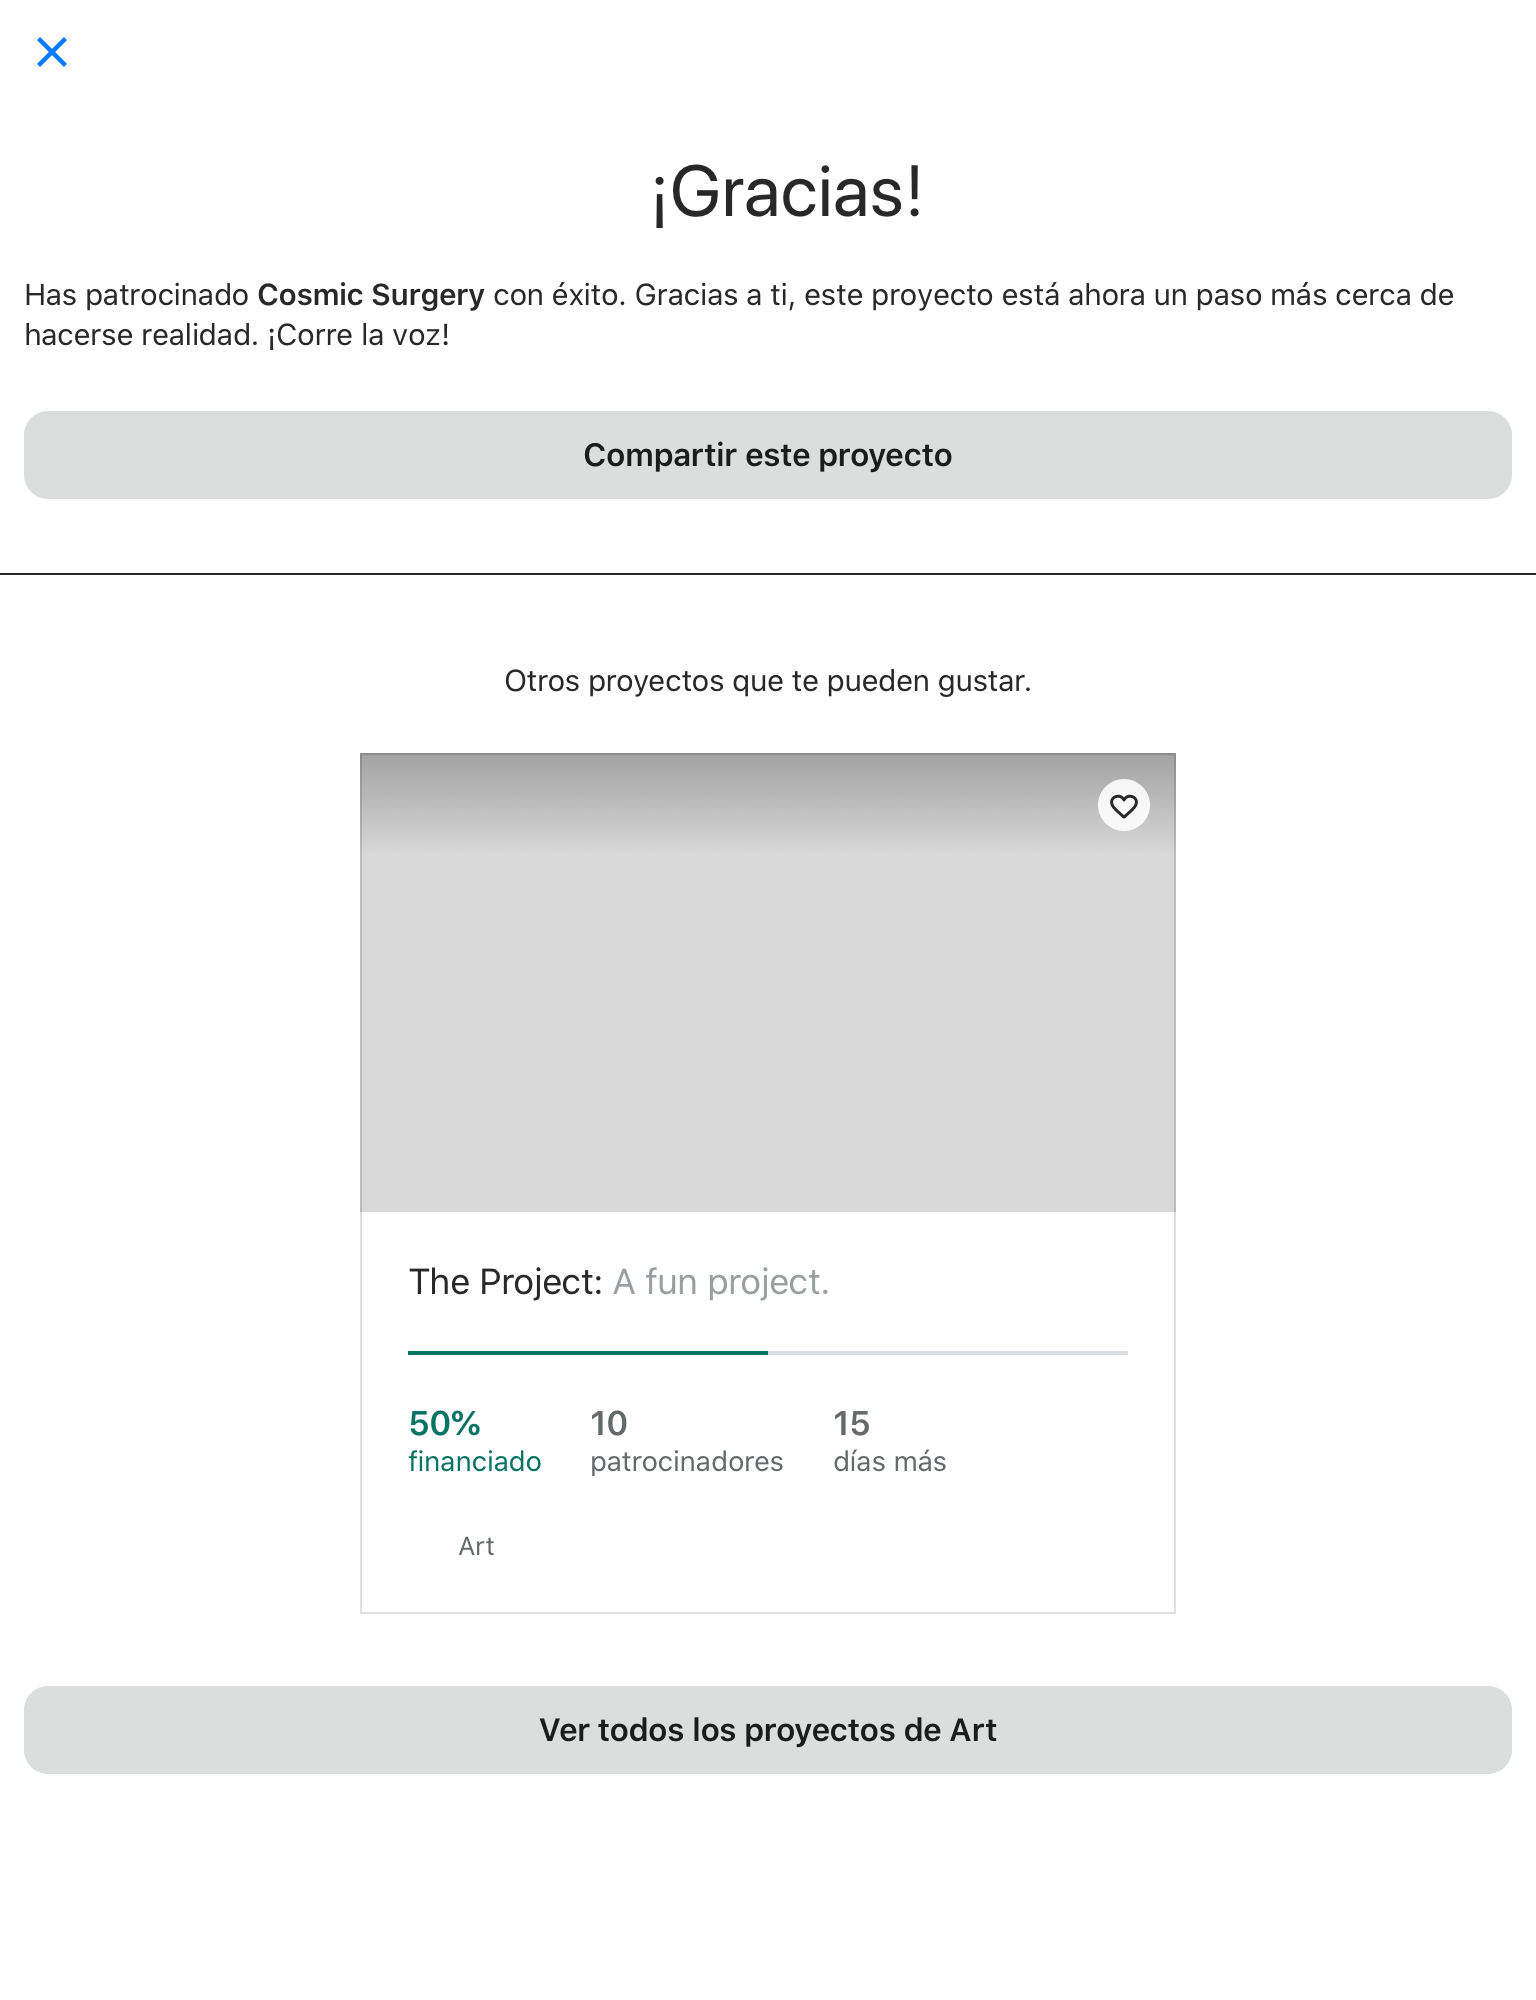 ¡Gracias!
Has patrocinado Cosmic Surgery con éxito. Gracias a ti, este proyecto está ahora un paso más cerca de
hacerse realidad. ¡Corre la voz!
Compartir este proyecto
Otros proyectos que te pueden gustar.
The Project: A fun project.
50% 10 15
financiado patrocinadores días más
Art
Ver todos los proyectos de Art